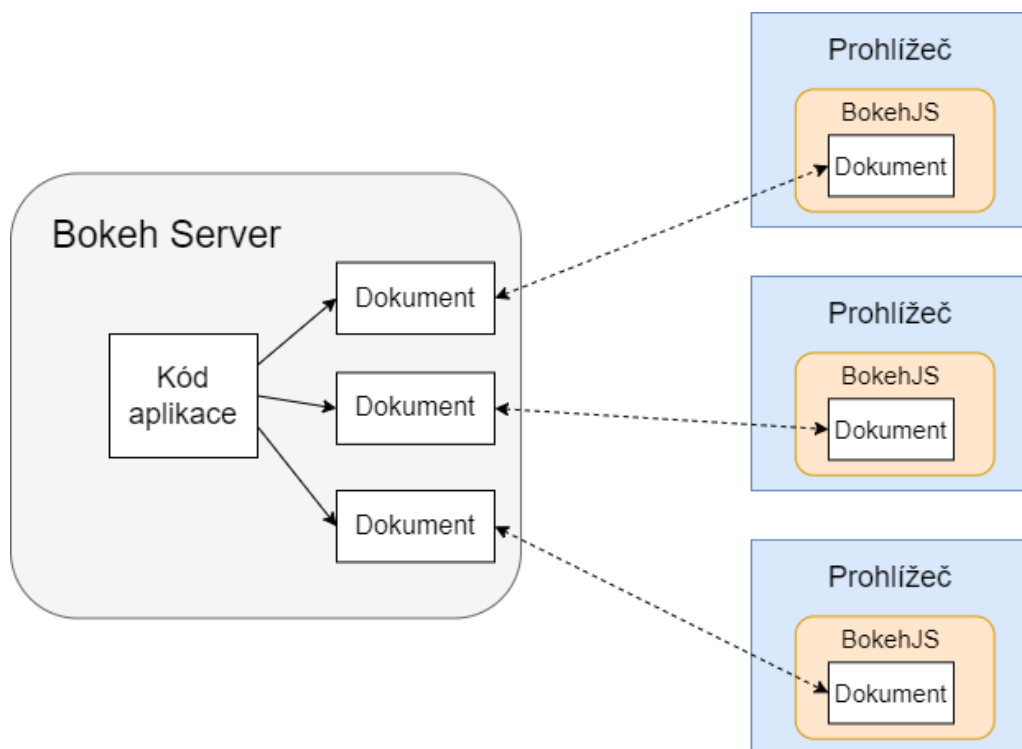 Bokeh Server
Kód
aplikace
Dokument
Dokument
Dokument
Prohlížeč
BokehJS
Dokument
Prohlížeč
BokehJS
Dokument
Prohlížeč
BokehJS
Dokument